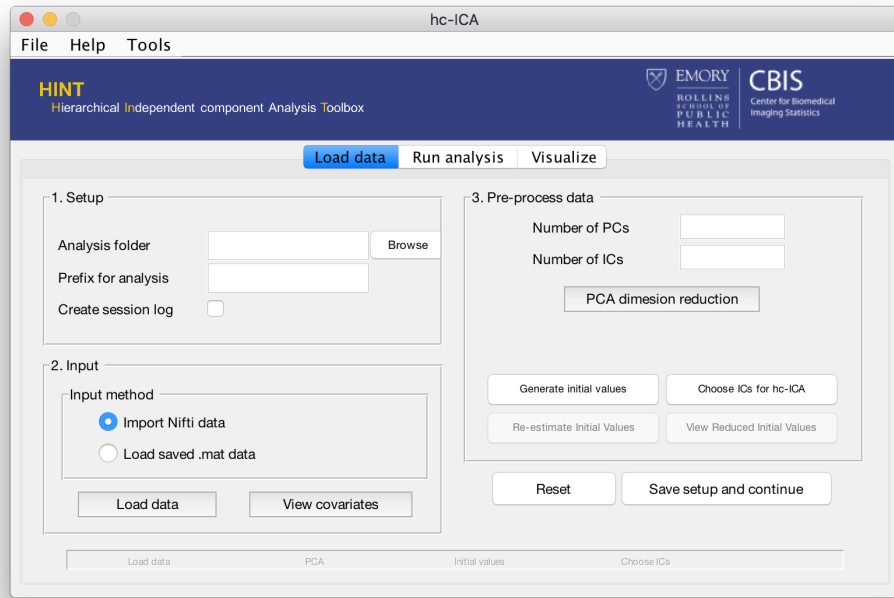 hc-ICA
File Help Tools
HINT
Hierarchical Independent component Analysis Toolbox
EMORY
ROLLINS
SCHOOL OF
PUBLIC
HEALTH
CBIS
Center for Biomedical
Imaging Statistics
Load data Run analysis Visualize
1. Setup
Analysis folder Browse
Prefix for analysis
Create session log
2. Input
Input method
Import Nifti data
Load saved .mat data
Load data View covariates
3. Pre-process data
Number of PCs
Number of ICs
PCA dimesion reduction
Generate initial values Choose ICs for hc-ICA
Re-estimate Initial Values View Reduced Initial Values
Reset Save setup and continue
Load data PCA Initial values Choose ICs